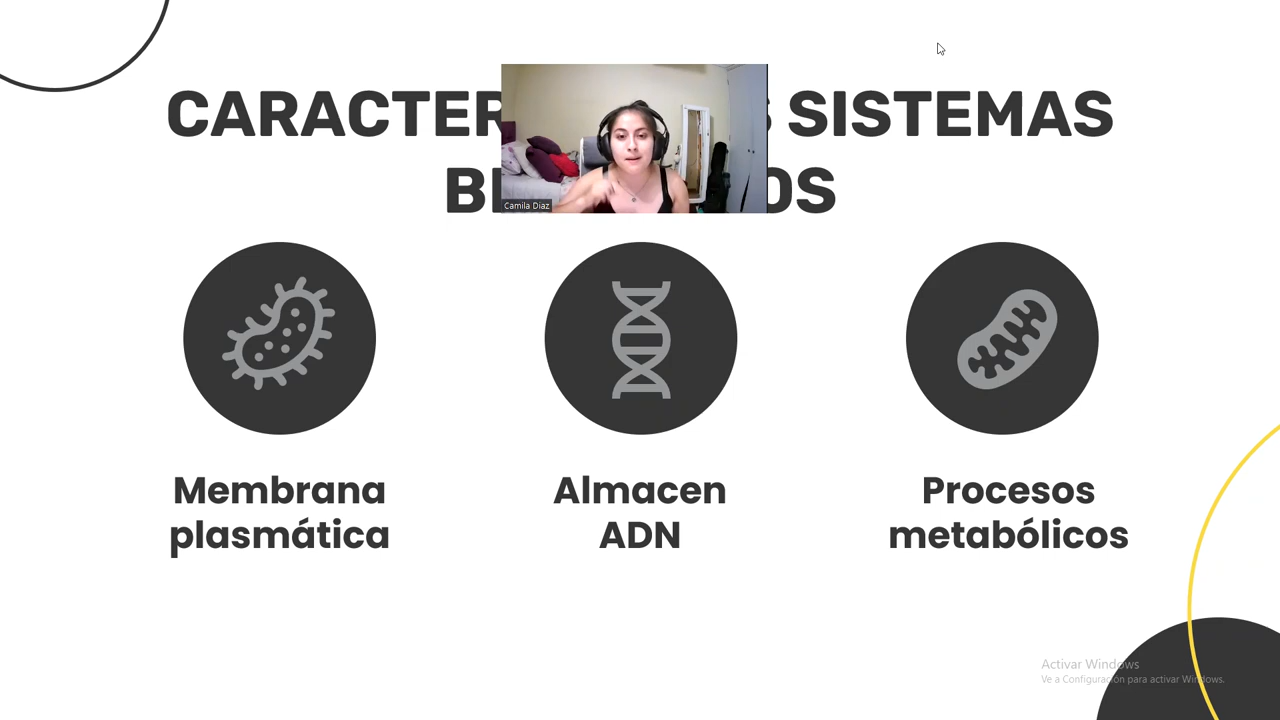 CARACTER SISTEMAS
OS
Camila Diaz
Membrana
plasmática
Almacen
ADN
Procesos
metabólicos
Activar Windows
Ve a Configuración para activar Windows.